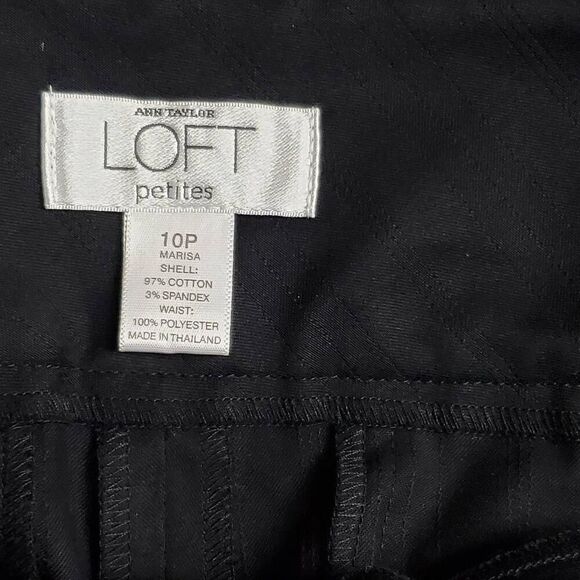 ANN TAYLOR
LOFT
petites
10P
MARISA
SHELL:
97% COTTON
3% SPANDEX
WAIST:
100% POLYESTER
MADE IN THAILAND